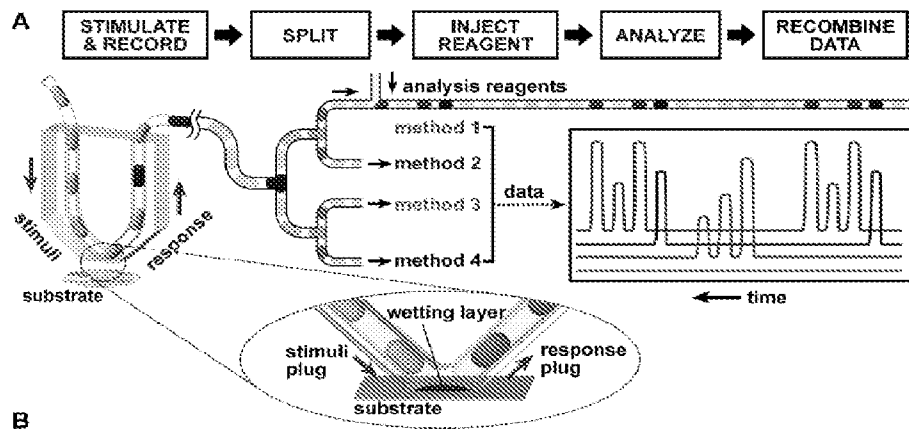 A
STIMULATE
& RECORD
SPLIT
INJECT
REAGENT
ANALYZE
RECOMBINE
DATA
analysis reagents
method 1
method 2
method 3
method 4
data
stimuli
response
substrate
time
wetting layer
stimuli
plug
response
plug
substrate
B